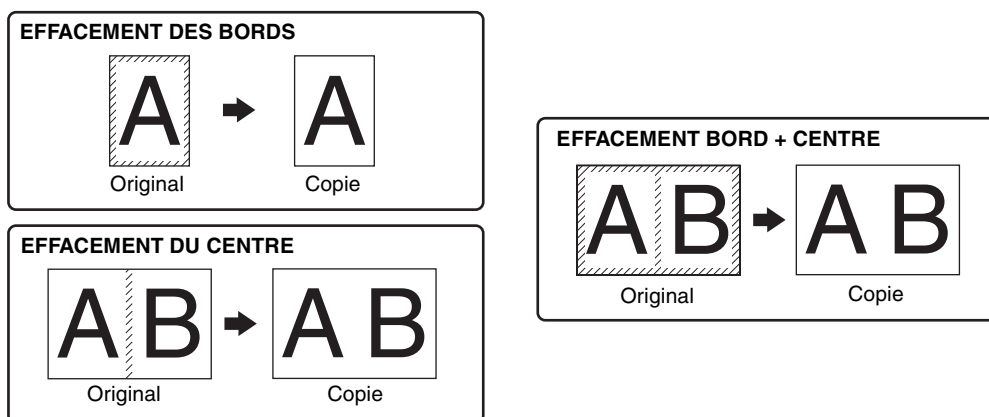 EFFACEMENT DES BORDS
A A
Original Copie
EFFACEMENT DU CENTRE
A B A B
Original Copie
EFFACEMENT BORD + CENTRE
A B A B
Original Copie